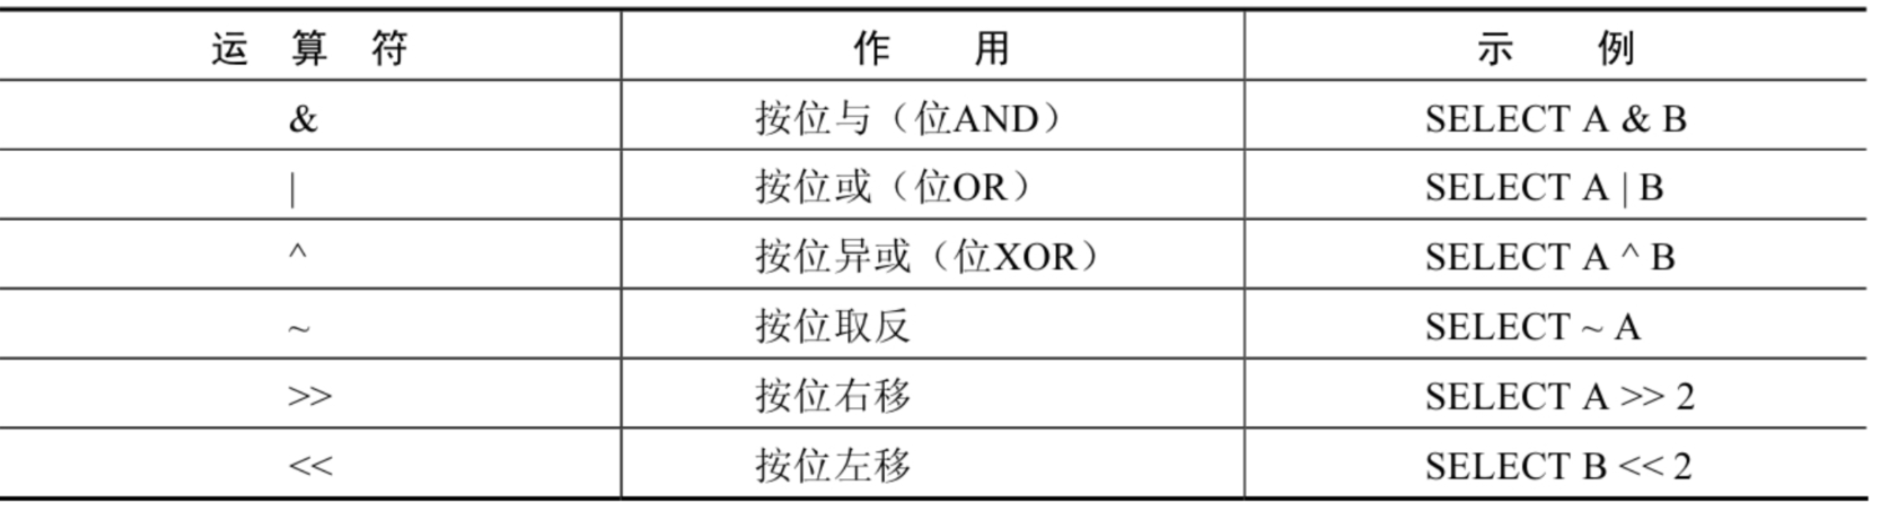 运算符 作用 示例
& 按位与（位AND） SELECT A & B
| 按位或（位OR） SELECT A | B
^ 按位异或（位XOR） SELECT A ^ B
~ 按位取反 SELECT ~ A
>> 按位右移 SELECT A >> 2
<< 按位左移 SELECT B << 2